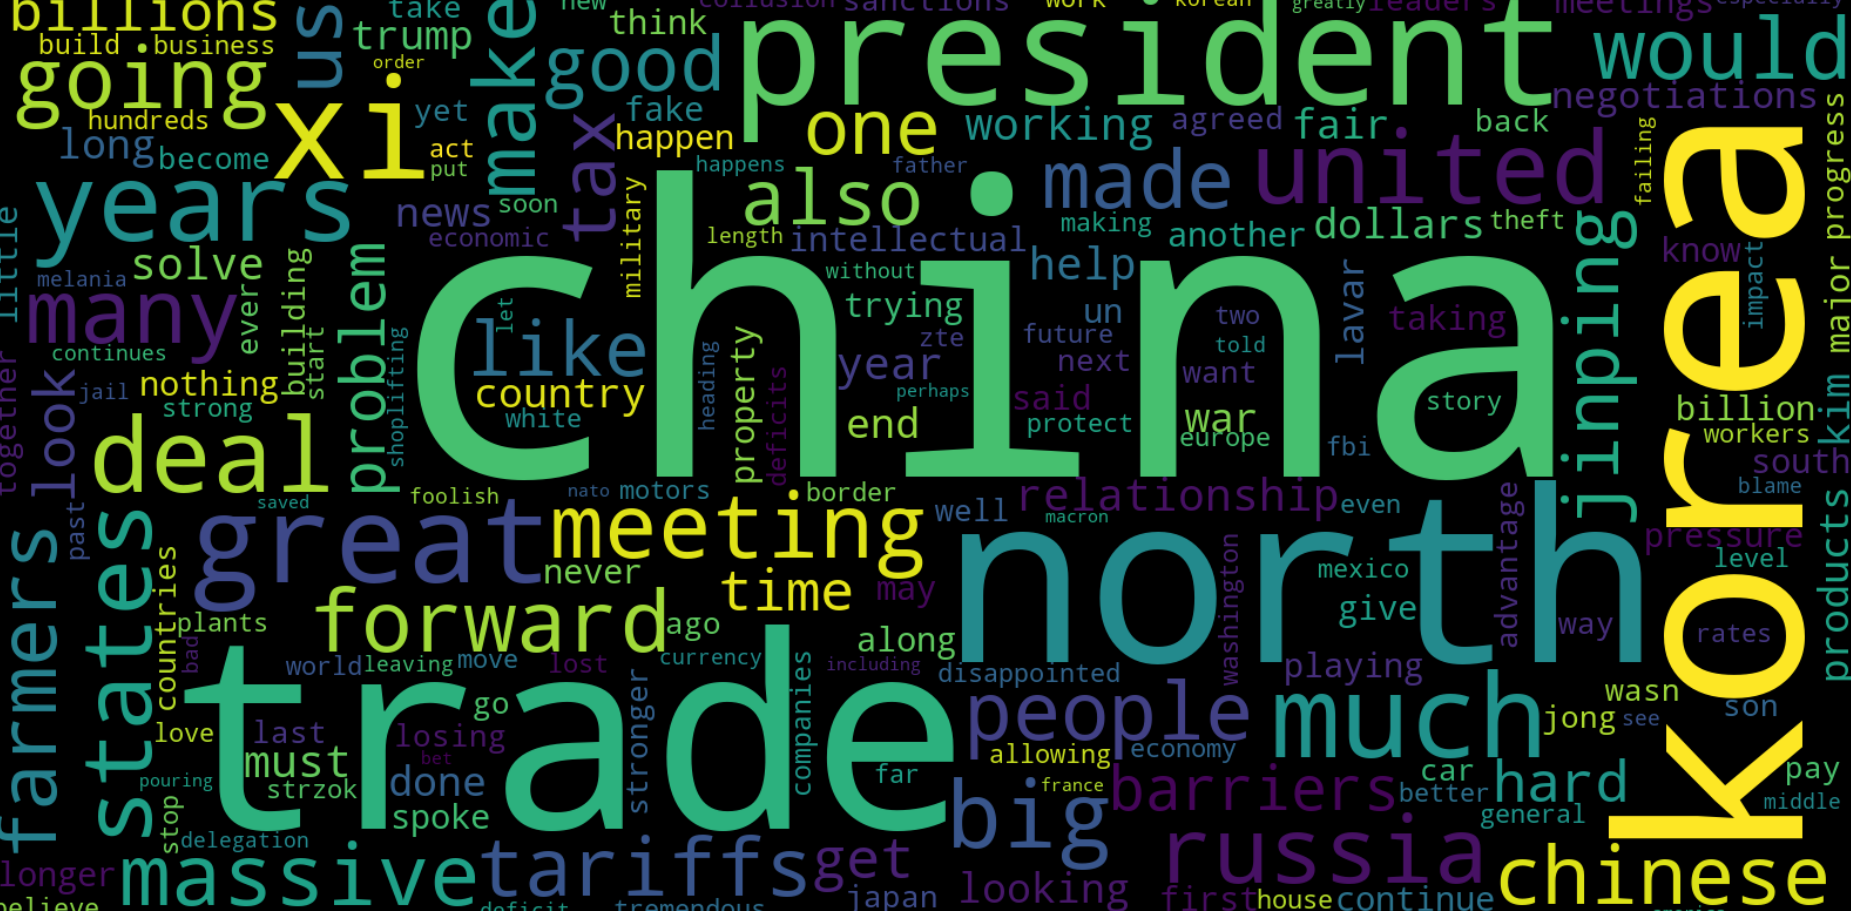 billions
take
new
collusion
sanctions
work
korean
greatly
leaders
meetings
especially
build
business
us
trump
make
think
good
president
would
going
order
hundreds
xi
yet
fake
happen
one
working
agreed
fair
back
negotiations
long
become
act
put
tax
happens
father
united
failing
korea
progress
years
news
soon
economic
military
also
length
intellectual
made
making
another
dollars
theft
jinping
know
impact
major
little
melania
solve
many
evere
building
problem
china
without
help
trying
un
lavar
two
taking
told
future
zte
next
want
let
like
year
continues
start
shoplifting
together
look
jail
nothing
strong
country
white
heading
property
deficits
perhaps
said
protect
end
war
europe
story
fbi
billion
workers
kim
south
blame
deal
saved
foolish
nato
motors
border
well
relationship
even
macron
advantage
pressure
level
products
past
farmers
states
countries
great
meeting
never
time
may
north
washington
mexico
give
way
rates
plants
bad
forward
ago
along
world
leaving
move
lost
currency
companies
including
disappointed
playing
wasn
son
trade
go
stronger
people
much
jong
see
love
last
losing
bet
must
allowing
economy
pouring
strzok
done
far
france
barriers
car
better
hard
pay
middle
general
stop
spoke
big
delegation
longer
massive
tariffs
get
japan
looking
russia
first
house
continue
chinese
believe
deficit
tremendous